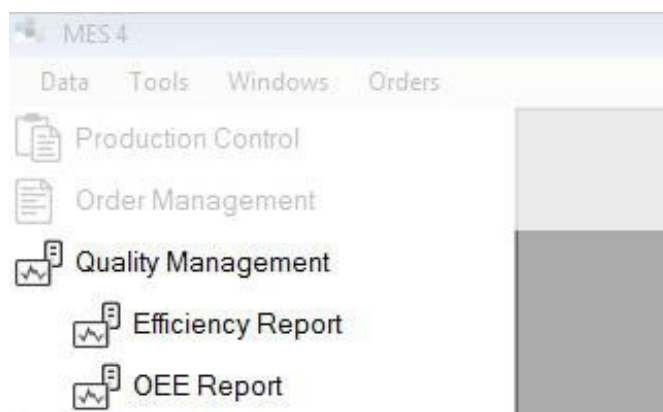 MES 4
Data Tools Windows Orders
Production Control
Order Management
Quality Management
Efficiency Report
OEE Report